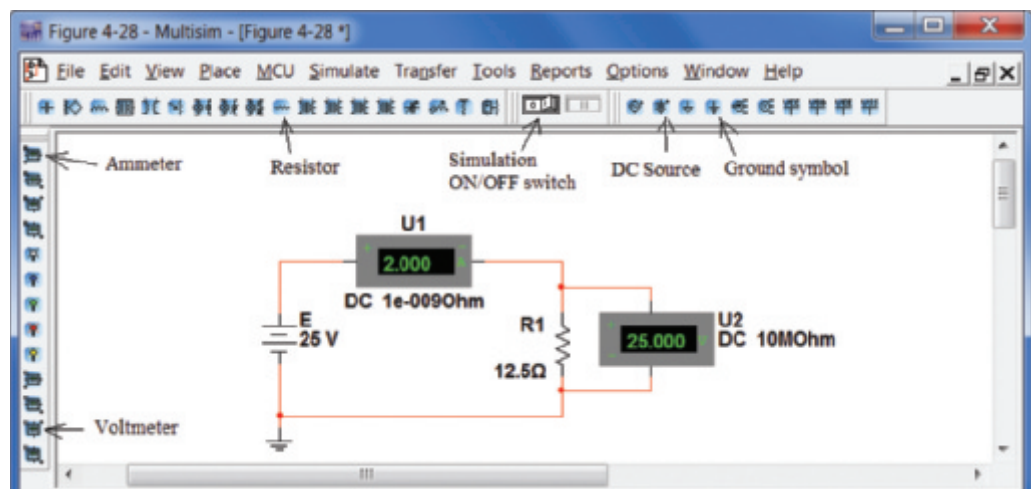 Figure 4-28 - Multisim - [Figure 4-28 *]
File Edit View Place MCU Simulate Transfer Tools Reports Options Window Help
Ammeter
Resistor
Simulation
ON/OFF switch
DC Source
Ground symbol
U1
2.000 A
DC 1e-009Ohm
E
25 V
R1
12.5Ω
25.000 V
U2
DC 10MOhm
Voltmeter